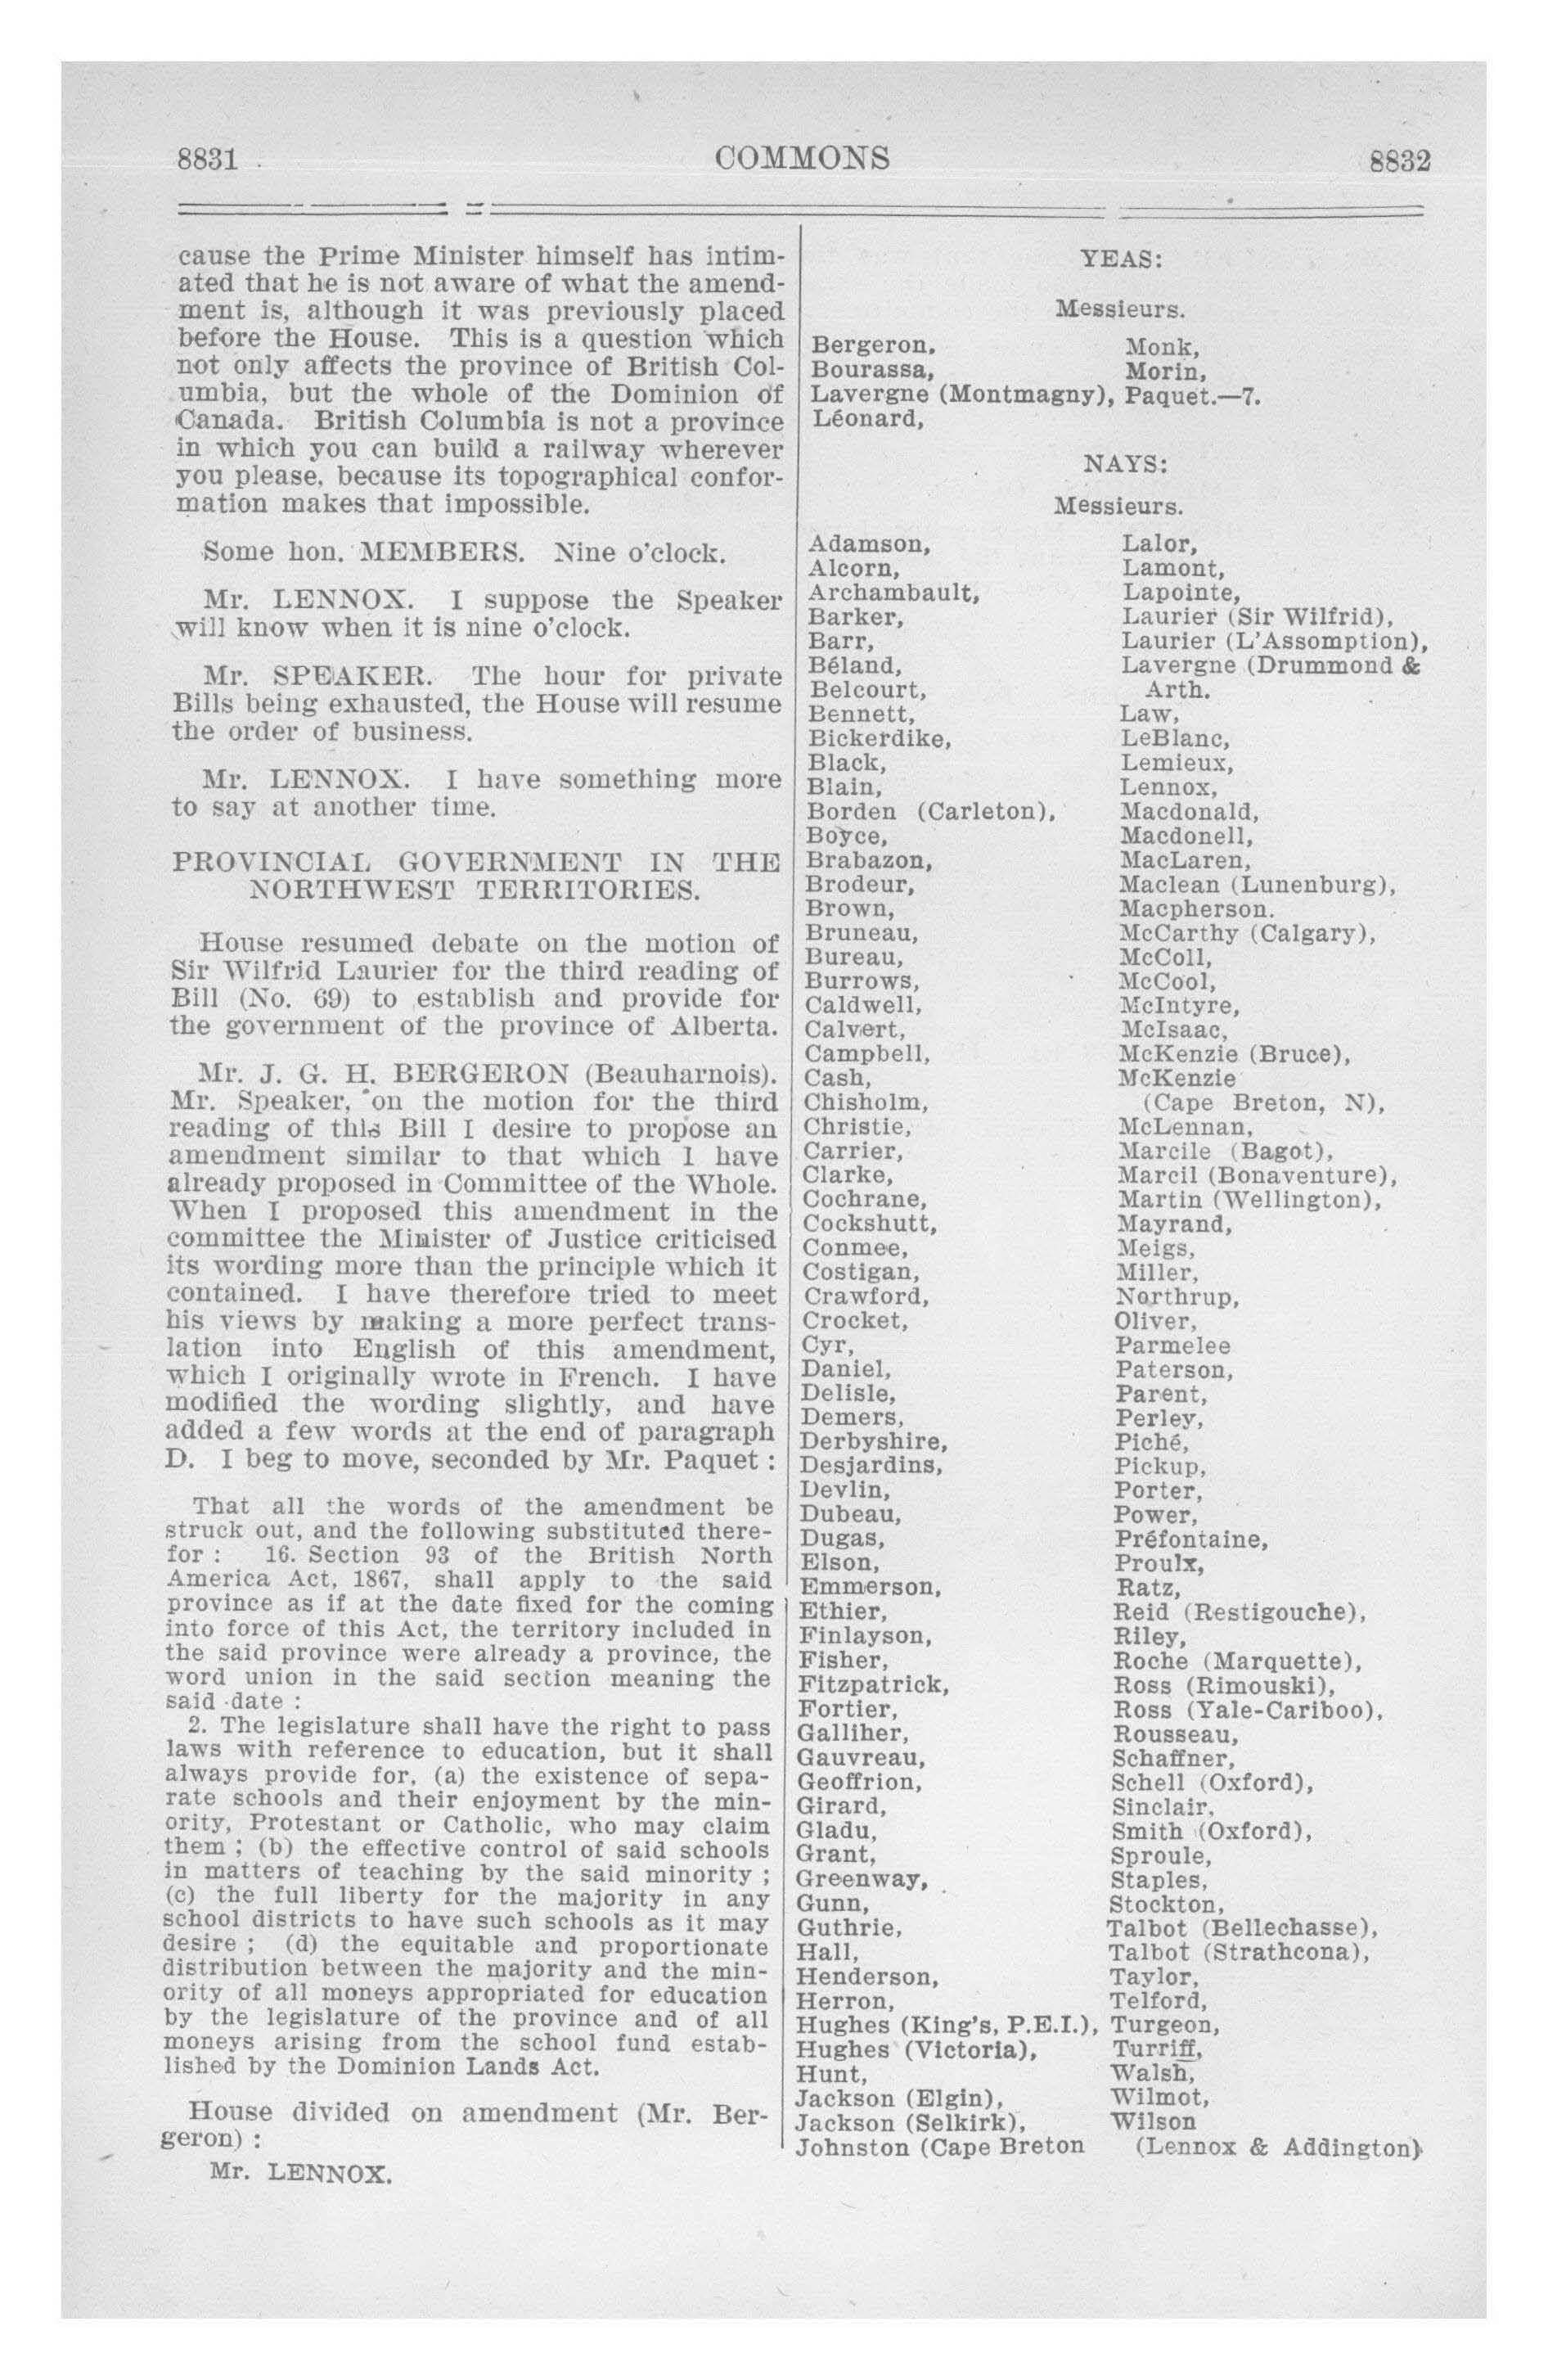 8831 COMMONS 8832
cause the Prime Minister himself has intim-
ated that he is not aware of what the amend-
ment is, although it was previously placed
before the House. This is a question which
not only affects the province of British Col-
umbia, but the whole of the Dominion of
Canada. British Columbia is not a province
in which you can build a railway wherever
you please, because its topographical confor-
mation makes that impossible.
Some hon. MEMBERS. Nine o'clock.
Mr. LENNOX. I suppose the Speaker
will know when it is nine o'clock.
Mr. SPEAKER. The hour for private
Bills being exhausted, the House will resume
the order of business.
Mr. LENNOX. I have something more
to say at another time.
PROVINCIAL GOVERNMENT IN THE
NORTHWEST TERRITORIES.
House resumed debate on the motion of
Sir Wilfrid Laurier for the third reading of
Bill (No. 69) to establish and provide for
the government of the province of Alberta.
Mr. J. G. H. BERGERON (Beauharnois).
Mr. Speaker, on the motion for the third
reading of this Bill I desire to propose an
amendment similar to that which I have
already proposed in Committee of the Whole.
When I proposed this amendment in the
committee the Minister of Justice criticised
its wording more than the principle which it
contained. I have therefore tried to meet
his views by making a more perfect trans-
lation into English of this amendment,
which I originally wrote in French. I have
modified the wording slightly, and have
added a few words at the end of paragraph
D. I beg to move, seconded by Mr. Paquet :
That all the words of the amendment be
struck out, and the following substituted there-
for : 16. Section 93 of the British North
America Act, 1867, shall apply to the said
province as if at the date fixed for the coming
into force of this Act, the territory included in
the said province were already a province, the
word union in the said section meaning the
said date :
2. The legislature shall have the right to pass
laws with reference to education, but it shall
always provide for, (a) the existence of sepa-
rate schools and their enjoyment by the min-
ority, Protestant or Catholic, who may claim
them ; (b) the effective control of said schools
in matters of teaching by the said minority ;
(c) the full liberty for the majority in any
school districts to have such schools as it may
desire ; (d) the equitable and proportionate
distribution between the majority and the min-
ority of all moneys appropriated for education
by the legislature of the province and of all
moneys arising from the school fund estab-
lished by the Dominion Lands Act.
House divided on amendment (Mr. Ber-
geron) :
Mr. LENNOX.
YEAS:
Messieurs.
Bergeron, Monk,
Bourassa, Morin,
Lavergne (Montmagny), Paquet.—7.
Léonard,
NAYS:
Messieurs.
Adamson, Lalor,
Alcorn, Lamont,
Archambault, Lapointe,
Barker, Laurier (Sir Wilfrid),
Barr, Laurier (L'Assomption),
Béland, Lavergne (Drummond &
Belcourt, Arth.
Bennett, Law,
Bickerdike, LeBlanc,
Black, Lemieux,
Blain, Lennox,
Borden (Carleton), Macdonald,
Boyce, Macdonell,
Brabazon, MacLaren,
Brodeur, Maclean (Lunenburg),
Brown, Macpherson.
Bruneau, McCarthy (Calgary),
Bureau, McColl,
Burrows, McCool,
Caldwell, McIntyre,
Calvert, McIsaac,
Campbell, McKenzie (Bruce),
Cash, McKenzie
Chisholm, (Cape Breton, N),
Christie, McLennan,
Carrier, Marcile (Bagot),
Clarke, Marcil (Bonaventure),
Cochrane, Martin (Wellington),
Cockshutt, Mayrand,
Conmee, Meigs,
Costigan, Miller,
Crawford, Northrup,
Crocket, Oliver,
Cyr, Parmelee
Daniel, Paterson,
Delisle, Parent,
Demers, Perley,
Derbyshire, Piché,
Desjardins, Pickup,
Devlin, Porter,
Dubeau, Power,
Dugas, Préfontaine,
Elson, Proulx,
Emmerson, Ratz,
Ethier, Reid (Restigouche),
Finlayson, Riley,
Fisher, Roche (Marquette),
Fitzpatrick, Ross (Rimouski),
Fortier, Ross (Yale-Cariboo),
Galliher, Rousseau,
Gauvreau, Schaffner,
Geoffrion, Schell (Oxford),
Girard, Sinclair,
Gladu, Smith (Oxford),
Grant, Sproule,
Greenway, Staples,
Gunn, Stockton,
Guthrie, Talbot (Bellechasse),
Hall, Talbot (Strathcona),
Henderson, Taylor,
Herron, Telford,
Hughes (King's, P.E.I.), Turgeon,
Hughes (Victoria), Turriff,
Hunt, Walsh,
Jackson (Elgin), Wilmot,
Jackson (Selkirk), Wilson
Johnston (Cape Breton (Lennox & Addington)